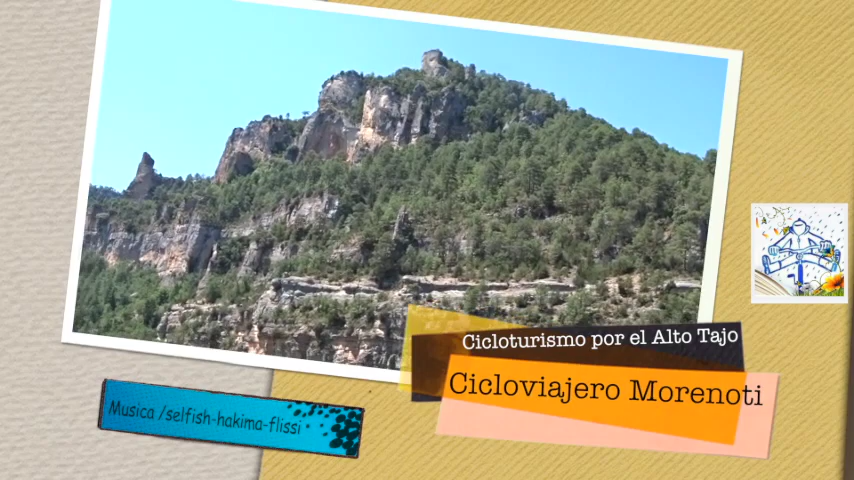 Cicloturismo por el Alto Tajo
Cicloviajero Morenoti
Musica /selfish-hakima-flissi